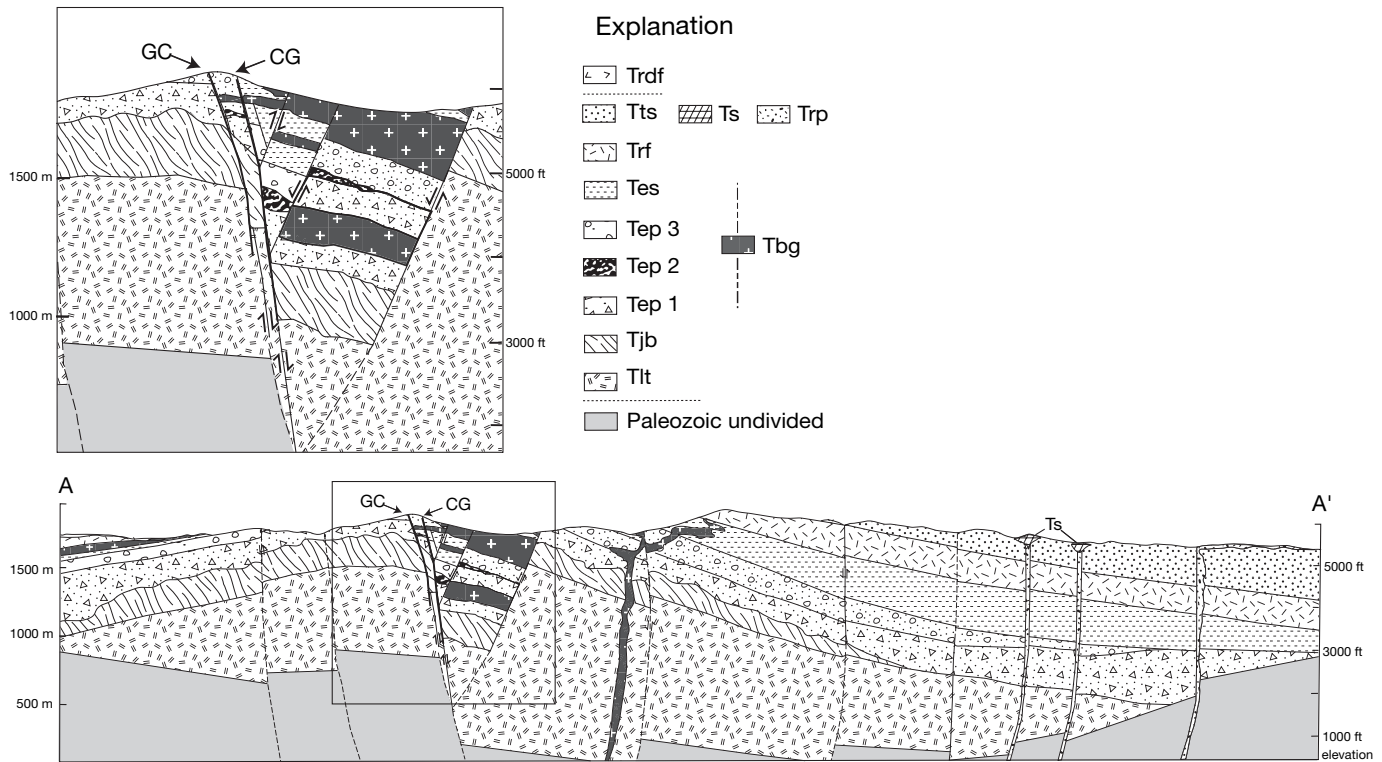 Explanation
GC
CG
Trdf
Tts
Ts
Trp
Trf
1500 m
5000 ft
Tes
Tep 3
Tbg
Tep 2
Tep 1
1000 m
3000 ft
Tjb
Tlt
Paleozoic undivided
A
A'
GC
CG
Ts
1500 m
5000 ft
1000 m
3000 ft
500 m
1000 ft
elevation